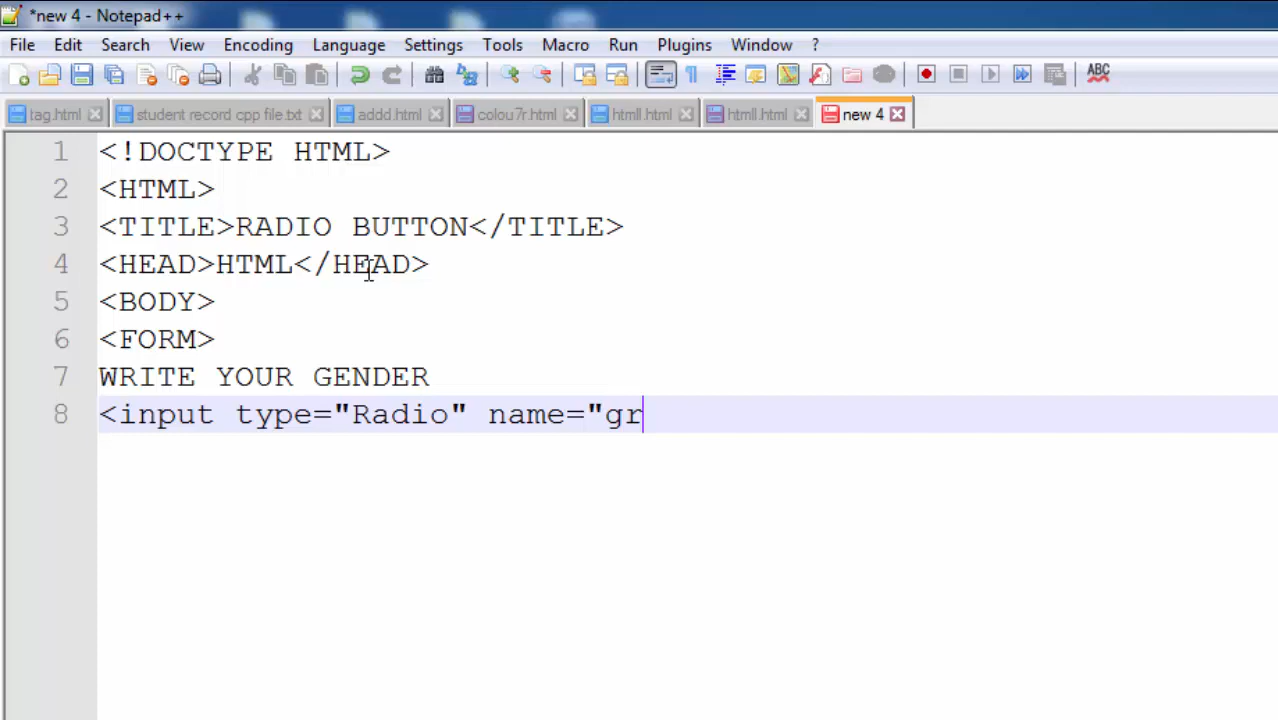 *new 4 - Notepad++
File Edit Search View Encoding Language Settings Tools Macro Run Plugins Window ?
ABC
tag.html student record cpp file.txt addd.html colou7r.html htmll.html htmll.html new 4
1 <!DOCTYPE HTML>
2 <HTML>
3 <TITLE>RADIO BUTTON</TITLE>
4 <HEAD>HTML</HEAD>
5 <BODY>
6 <FORM>
7 WRITE YOUR GENDER
8 <input type="Radio" name="gr